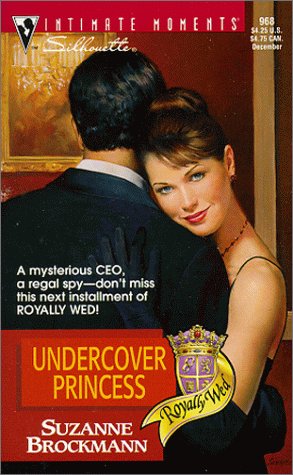 INTIMATE MOMENTS®
Silhouette®
968
$4.25 U.S.
$4.75 CAN.
December
A mysterious CEO,
a regal spy—don't miss
this next installment of
ROYALLY WED!
UNDERCOVER
PRINCESS
Royally Wed
SUZANNE
BROCKMANN